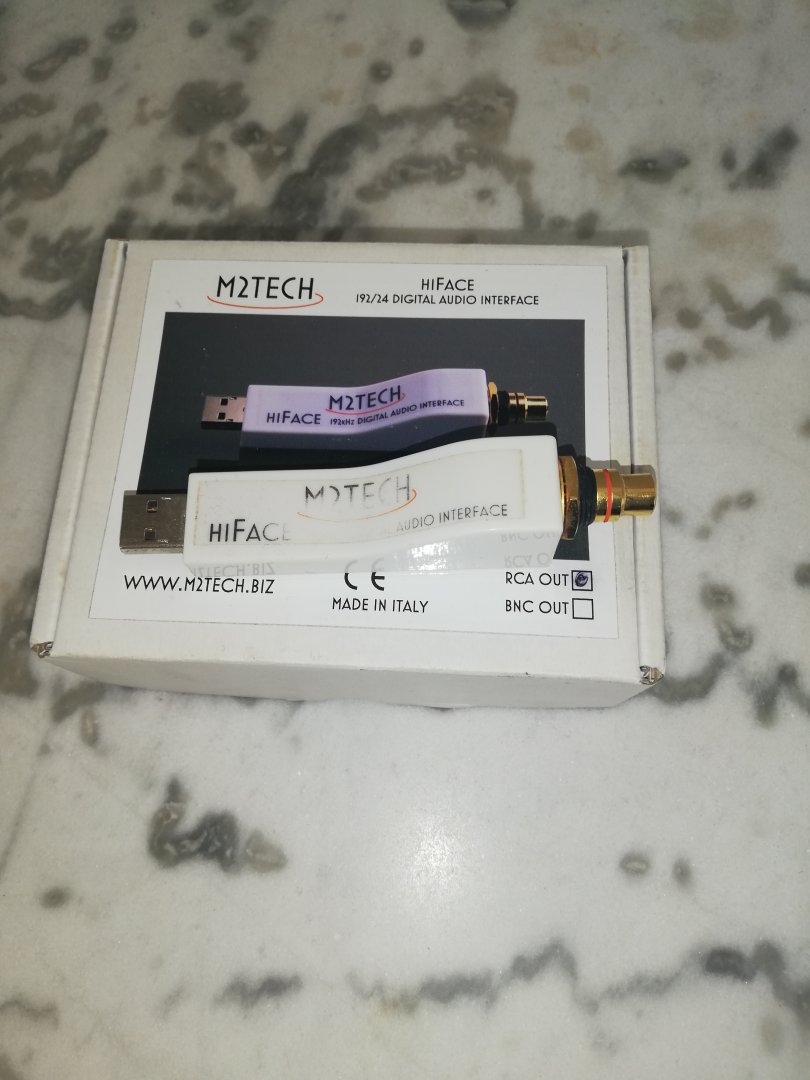 M2TECH
HIFACE
192/24 DIGITAL AUDIO INTERFACE
M2TECH
HIFACE 192KHZ DIGITAL AUDIO INTERFACE
M2TECH
HIFACE AUDIO INTERFACE
WWW.M2TECH.BIZ
CE
MADE IN ITALY
RCA OUT
BNC OUT